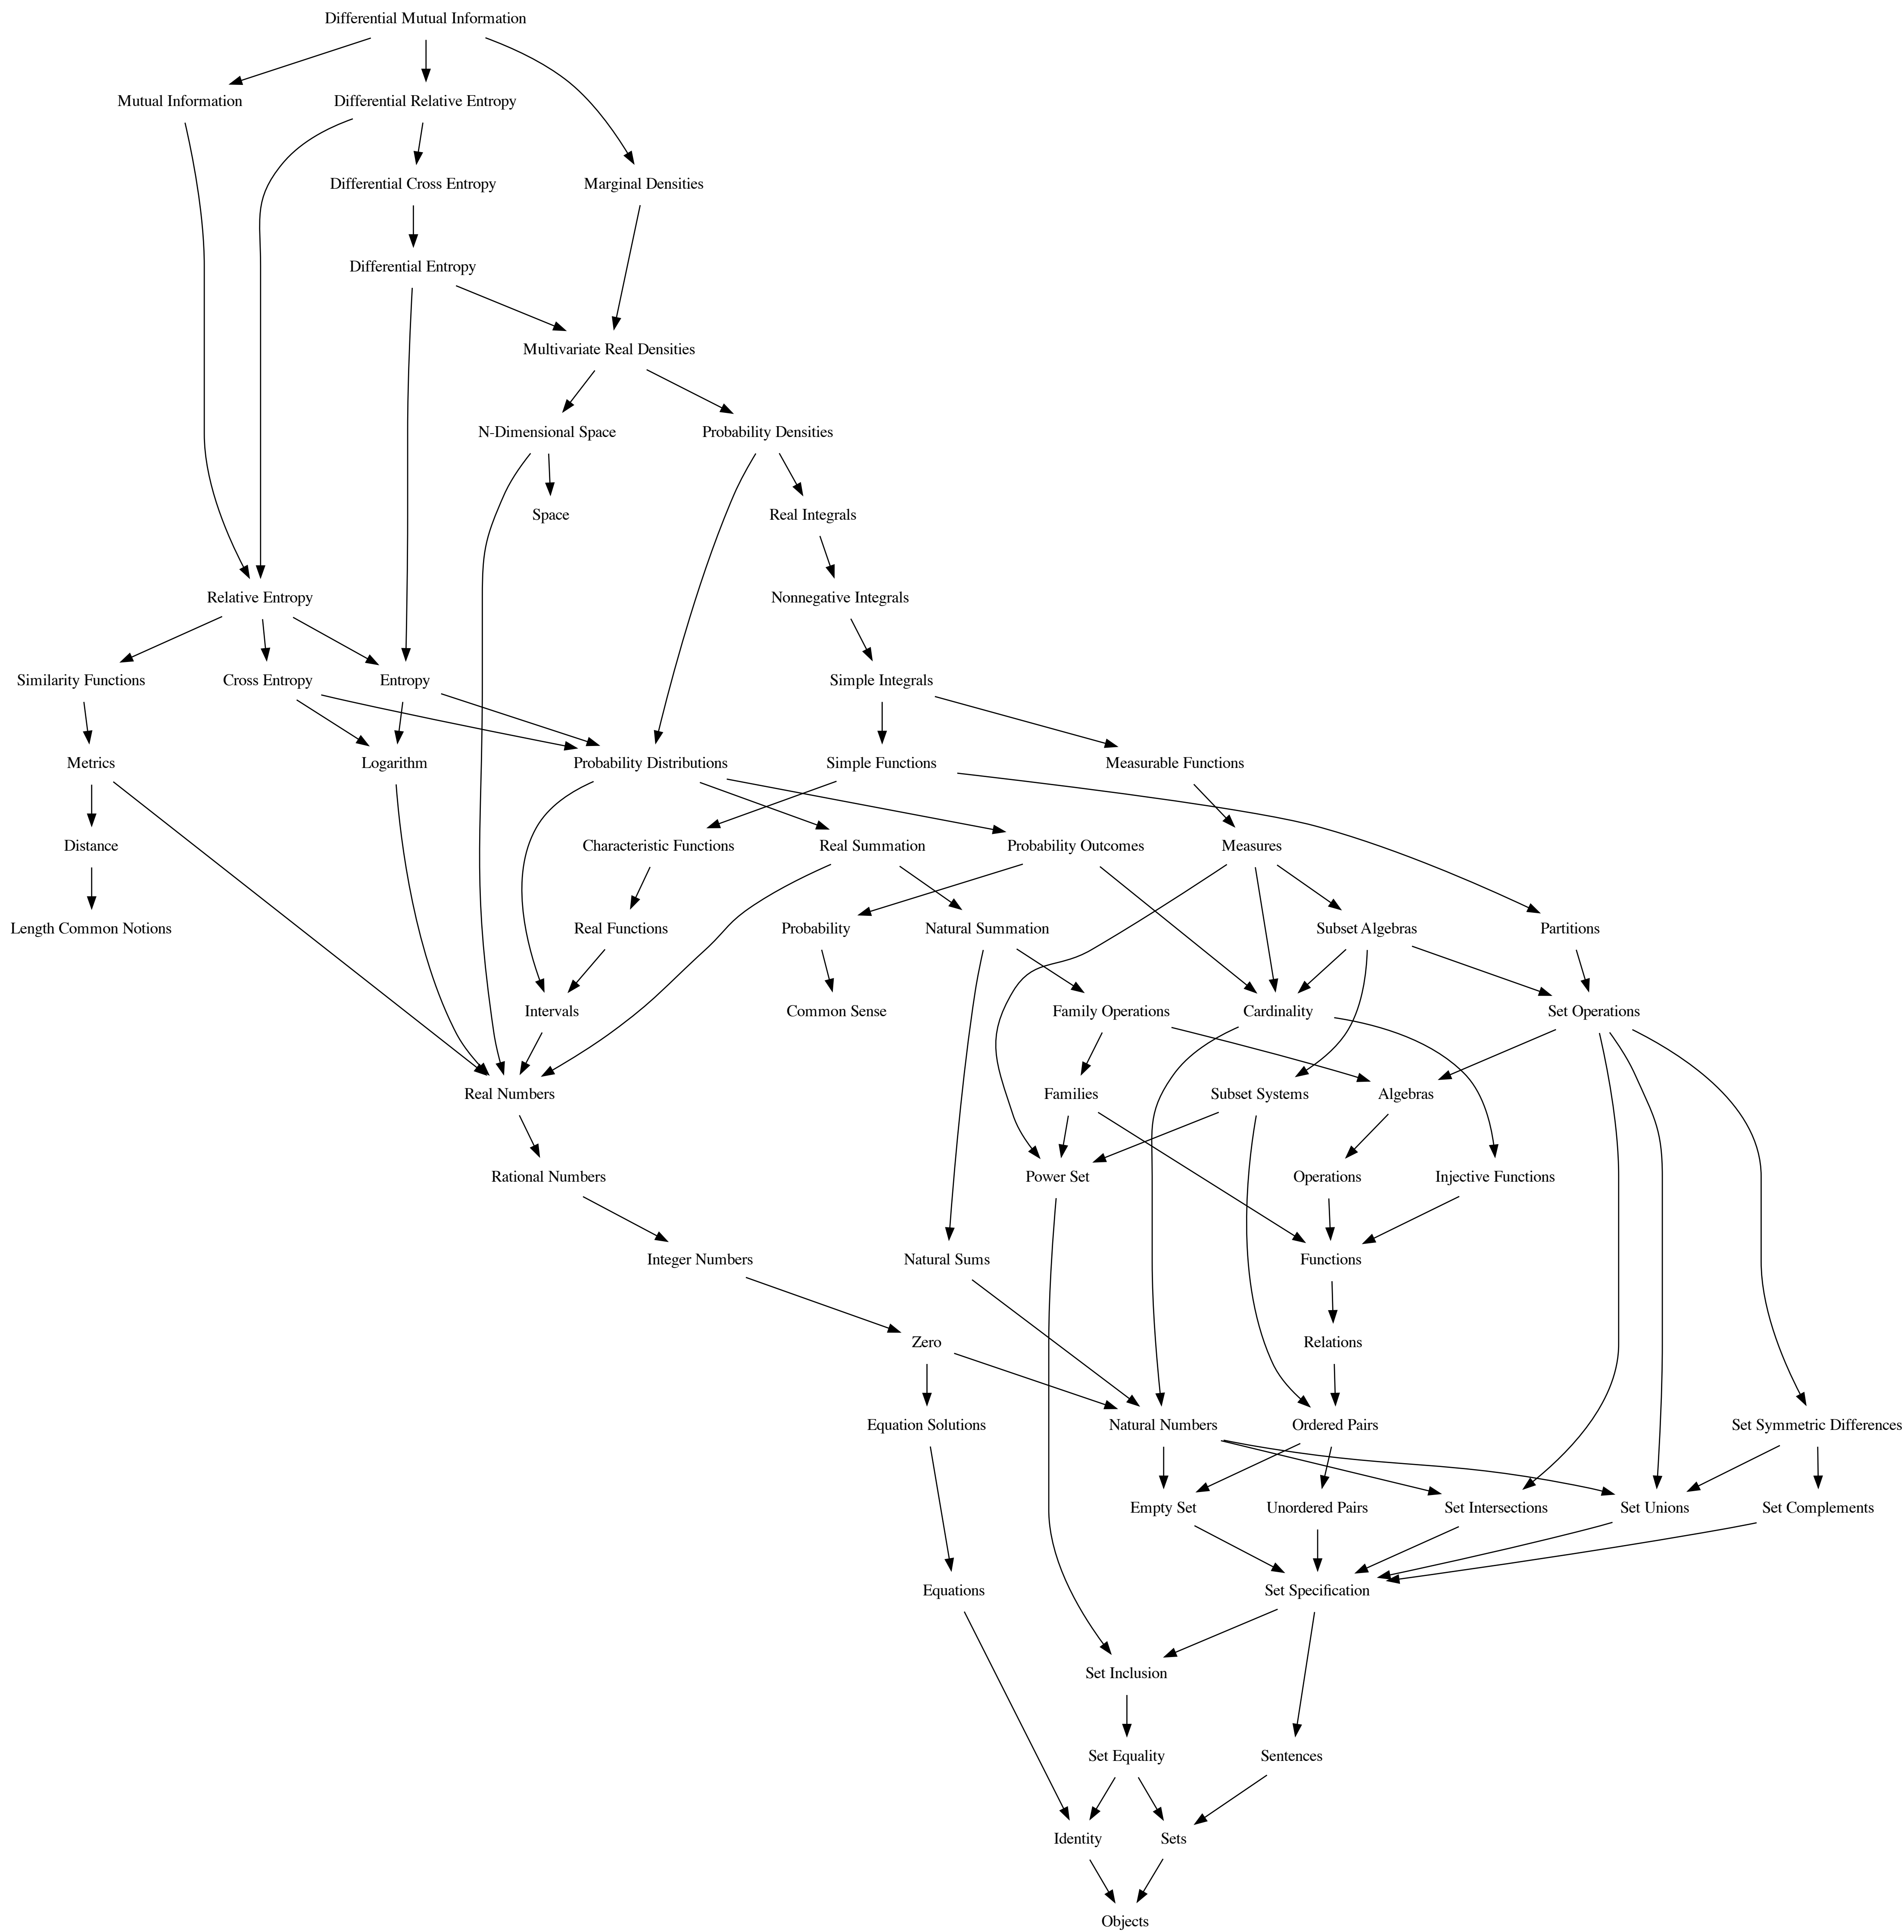 Differential Mutual Information
Mutual Information
Differential Relative Entropy
Differential Cross Entropy
Marginal Densities
Differential Entropy
Multivariate Real Densities
N-Dimensional Space
Probability Densities
Space
Real Integrals
Relative Entropy
Nonnegative Integrals
Similarity Functions
Cross Entropy
Entropy
Simple Integrals
Metrics
Logarithm
Probability Distributions
Simple Functions
Measurable Functions
Distance
Characteristic Functions
Real Summation
Probability Outcomes
Measures
Length Common Notions
Real Functions
Probability
Natural Summation
Subset Algebras
Partitions
Intervals
Common Sense
Family Operations
Cardinality
Set Operations
Real Numbers
Families
Subset Systems
Algebras
Rational Numbers
Power Set
Operations
Injective Functions
Integer Numbers
Natural Sums
Functions
Zero
Relations
Equation Solutions
Natural Numbers
Ordered Pairs
Set Symmetric Differences
Empty Set
Unordered Pairs
Set Intersections
Set Unions
Set Complements
Equations
Set Specification
Set Inclusion
Set Equality
Sentences
Identity
Sets
Objects